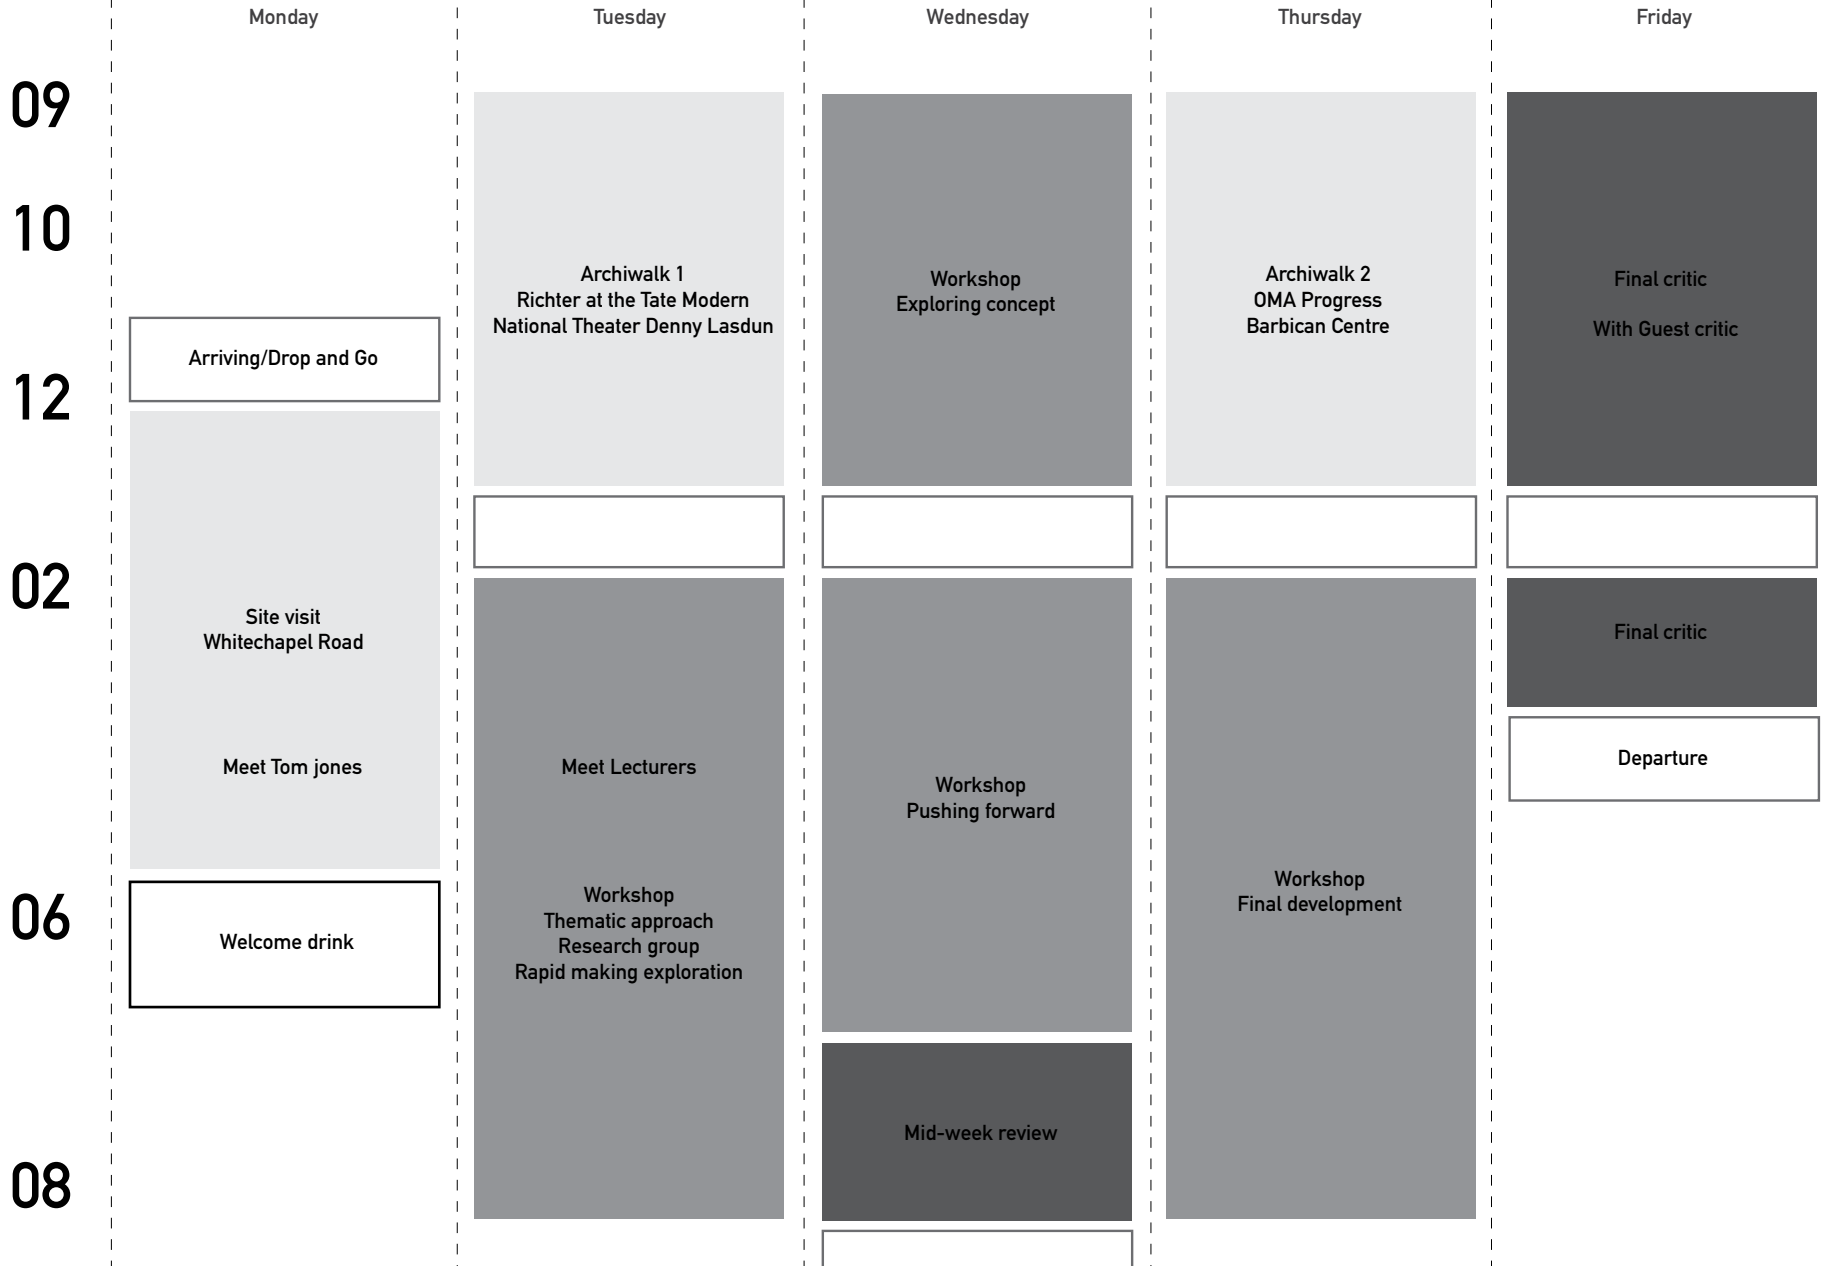 Monday
Tuesday
Wednesday
Thursday
Friday
09
10
12
02
06
08
Arriving/Drop and Go
Site visit
Whitechapel Road
Meet Tom jones
Welcome drink
Archiwalk 1
Richter at the Tate Modern
National Theater Denny Lasdun
Meet Lecturers
Workshop
Thematic approach
Research group
Rapid making exploration
Workshop
Exploring concept
Workshop
Pushing forward
Mid-week review
Archiwalk 2
OMA Progress
Barbican Centre
Workshop
Final development
Final critic
With Guest critic
Final critic
Departure